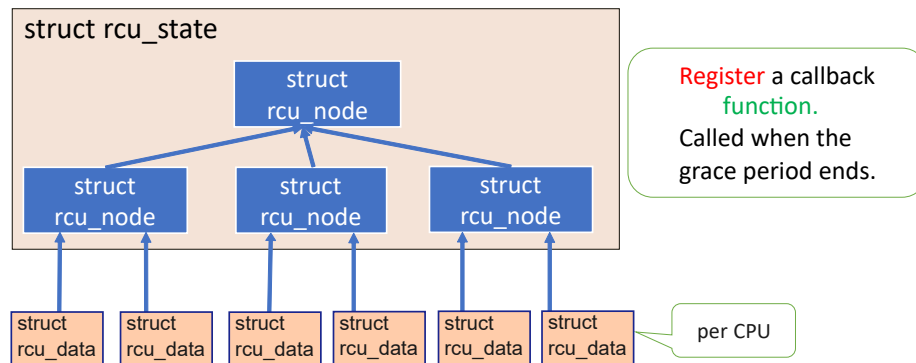 struct rcu_state
struct
rcu_node
Register a callback
function.
Called when the
grace period ends.
struct
rcu_node
struct
rcu_node
struct
rcu_node
struct
rcu_data
struct
rcu_data
struct
rcu_data
struct
rcu_data
struct
rcu_data
struct
rcu_data
per CPU